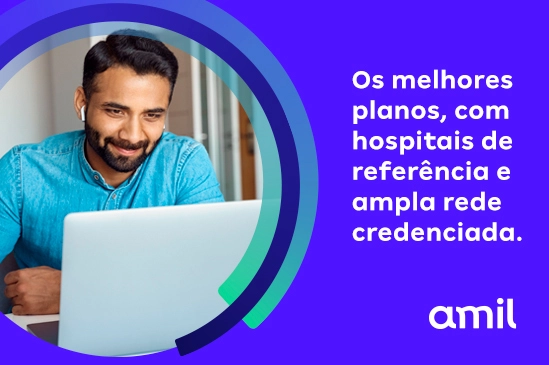 Os melhores
planos, com
hospitais de
referência e
ampla rede
credenciada.
amil